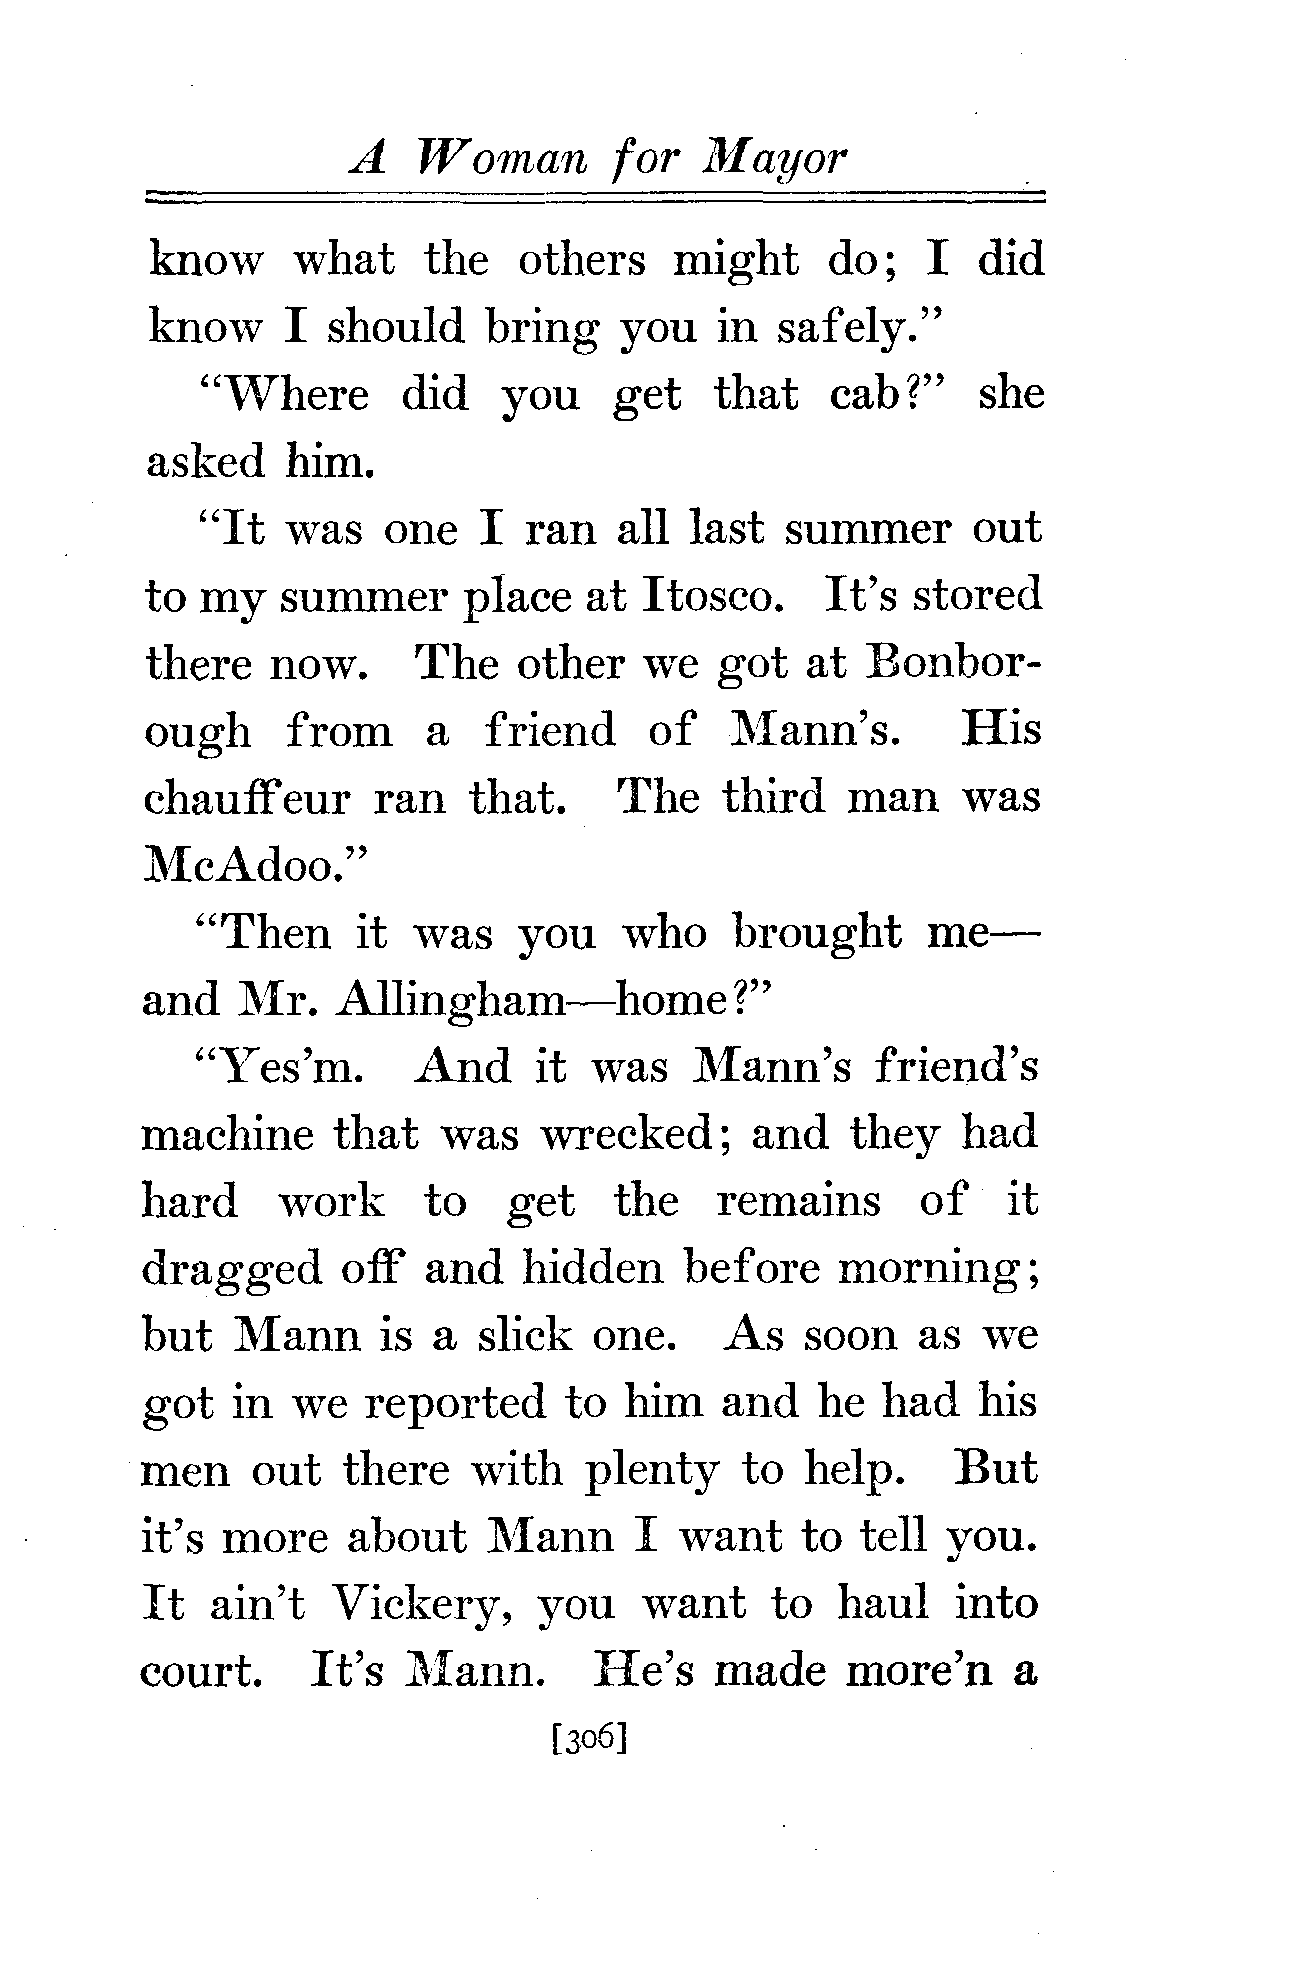 A Woman for Mayor
know what the others might do; I did
know I should bring you in safely.”
“Where did you get that cab?” she
asked him.
“It was one I ran all last summer out
to my summer place at Itosco. It’s stored
there now. The other we got at Bonbor-
ough from a friend of Mann’s. His
chauffeur ran that. The third man was
McAdoo.”
“Then it was you who brought me—
and Mr. Allingham—home?”
“Yes’m. And it was Mann’s friend’s
machine that was wrecked; and they had
hard work to get the remains of it
dragged off and hidden before morning;
but Mann is a slick one. As soon as we
got in we reported to him and he had his
men out there with plenty to help. But
it’s more about Mann I want to tell you.
It ain’t Vickery, you want to haul into
court. It’s Mann. He’s made more’n a
[306]